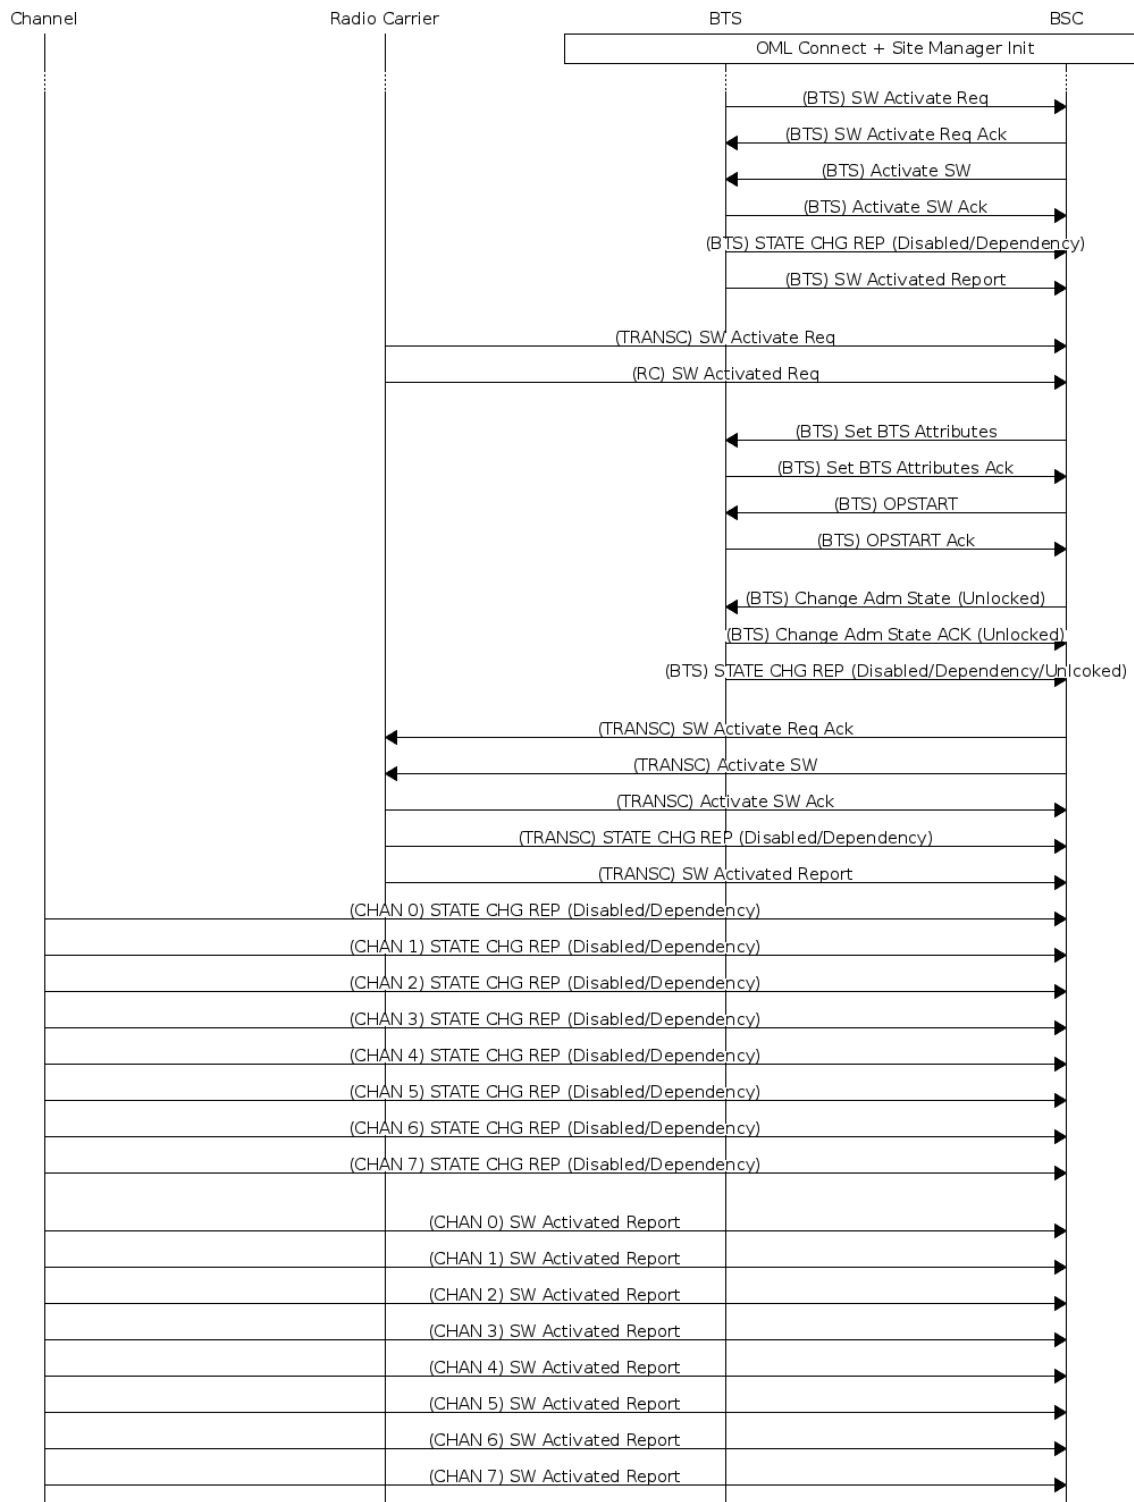 Channel
Radio Carrier
BTS
BSC
OML Connect + Site Manager Init
(BTS) SW Activate Req
(BTS) SW Activate Req Ack
(BTS) Activate SW
(BTS) Activate SW Ack
(BTS) STATE CHG REP (Disabled/Dependency)
(BTS) SW Activated Report
(TRANSC) SW Activate Req
(RC) SW Activated Req
(BTS) Set BTS Attributes
(BTS) Set BTS Attributes Ack
(BTS) OPSTART
(BTS) OPSTART Ack
(BTS) Change Adm State (Unlocked)
(BTS) Change Adm State ACK (Unlocked)
(BTS) STATE CHG REP (Disabled/Dependency/Unlcoked)
(TRANSC) SW Activate Req Ack
(TRANSC) Activate SW
(TRANSC) Activate SW Ack
(TRANSC) STATE CHG REP (Disabled/Dependency)
(TRANSC) SW Activated Report
(CHAN 0) STATE CHG REP (Disabled/Dependency)
(CHAN 1) STATE CHG REP (Disabled/Dependency)
(CHAN 2) STATE CHG REP (Disabled/Dependency)
(CHAN 3) STATE CHG REP (Disabled/Dependency)
(CHAN 4) STATE CHG REP (Disabled/Dependency)
(CHAN 5) STATE CHG REP (Disabled/Dependency)
(CHAN 6) STATE CHG REP (Disabled/Dependency)
(CHAN 7) STATE CHG REP (Disabled/Dependency)
(CHAN 0) SW Activated Report
(CHAN 1) SW Activated Report
(CHAN 2) SW Activated Report
(CHAN 3) SW Activated Report
(CHAN 4) SW Activated Report
(CHAN 5) SW Activated Report
(CHAN 6) SW Activated Report
(CHAN 7) SW Activated Report